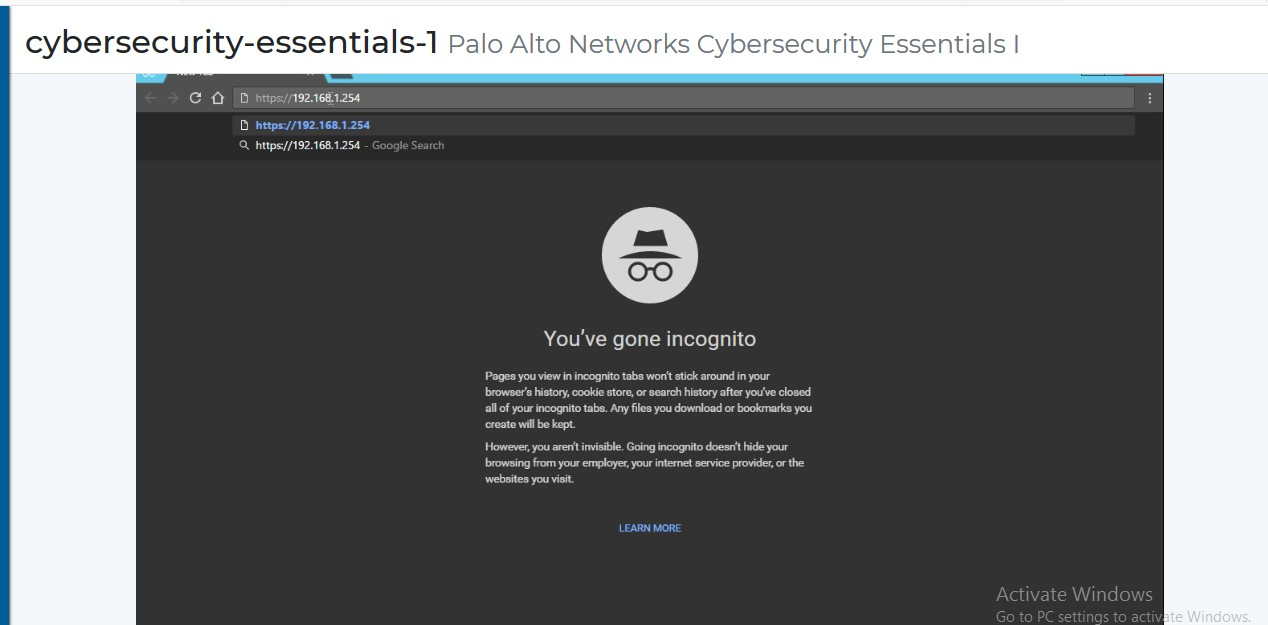 cybersecurity-essentials-1 Palo Alto Networks Cybersecurity Essentials I
https://192.168.1.254
https://192.168.1.254
https://192.168.1.254 - Google Search
You've gone incognito
Pages you view in incognito tabs won't stick around in your
browser's history, cookie store, or search history after you've closed
all of your incognito tabs. Any files you download or bookmarks you
create will be kept.
However, you aren't invisible. Going incognito doesn't hide your
browsing from your employer, your internet service provider, or the
websites you visit.
LEARN MORE
Activate Windows
Go to PC settings to activate Windows.